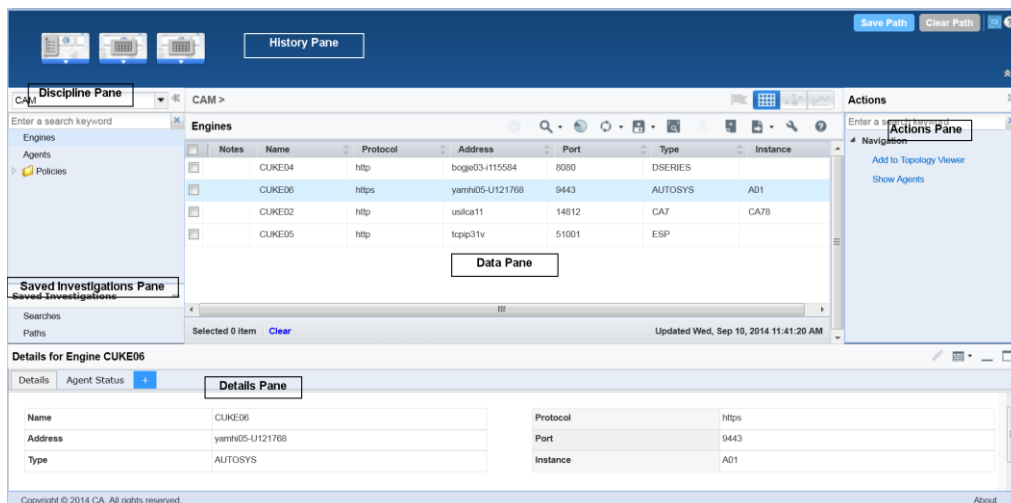 Save Path Clear Path
History Pane
Discipline Pane
CAM
CAM >
Actions
Enter a search keyword
Engines
Enter a search keyword
Actions Pane
Engines
Agents
Policies
Navigation
Add to Topology Viewer
Show Agents
Notes Name Protocol Address Port Type Instance
CUKE04 http bogje03-i115584 8080 DSERIES
CUKE06 https yamhi05-U121768 9443 AUTOSYS A01
CUKE02 http usilca11 14812 CA7 CA78
CUKE05 http tcpip31v 51001 ESP
Data Pane
Saved Investigations Pane
Saved Investigations
Searches
Paths
Selected 0 item Clear
Updated Wed, Sep 10, 2014 11:41:20 AM
Details for Engine CUKE06
Details Agent Status +
Details Pane
Name CUKE06 Protocol https
Address yamhi05-U121768 Port 9443
Type AUTOSYS Instance A01
Copyright © 2014 CA. All rights reserved.
About